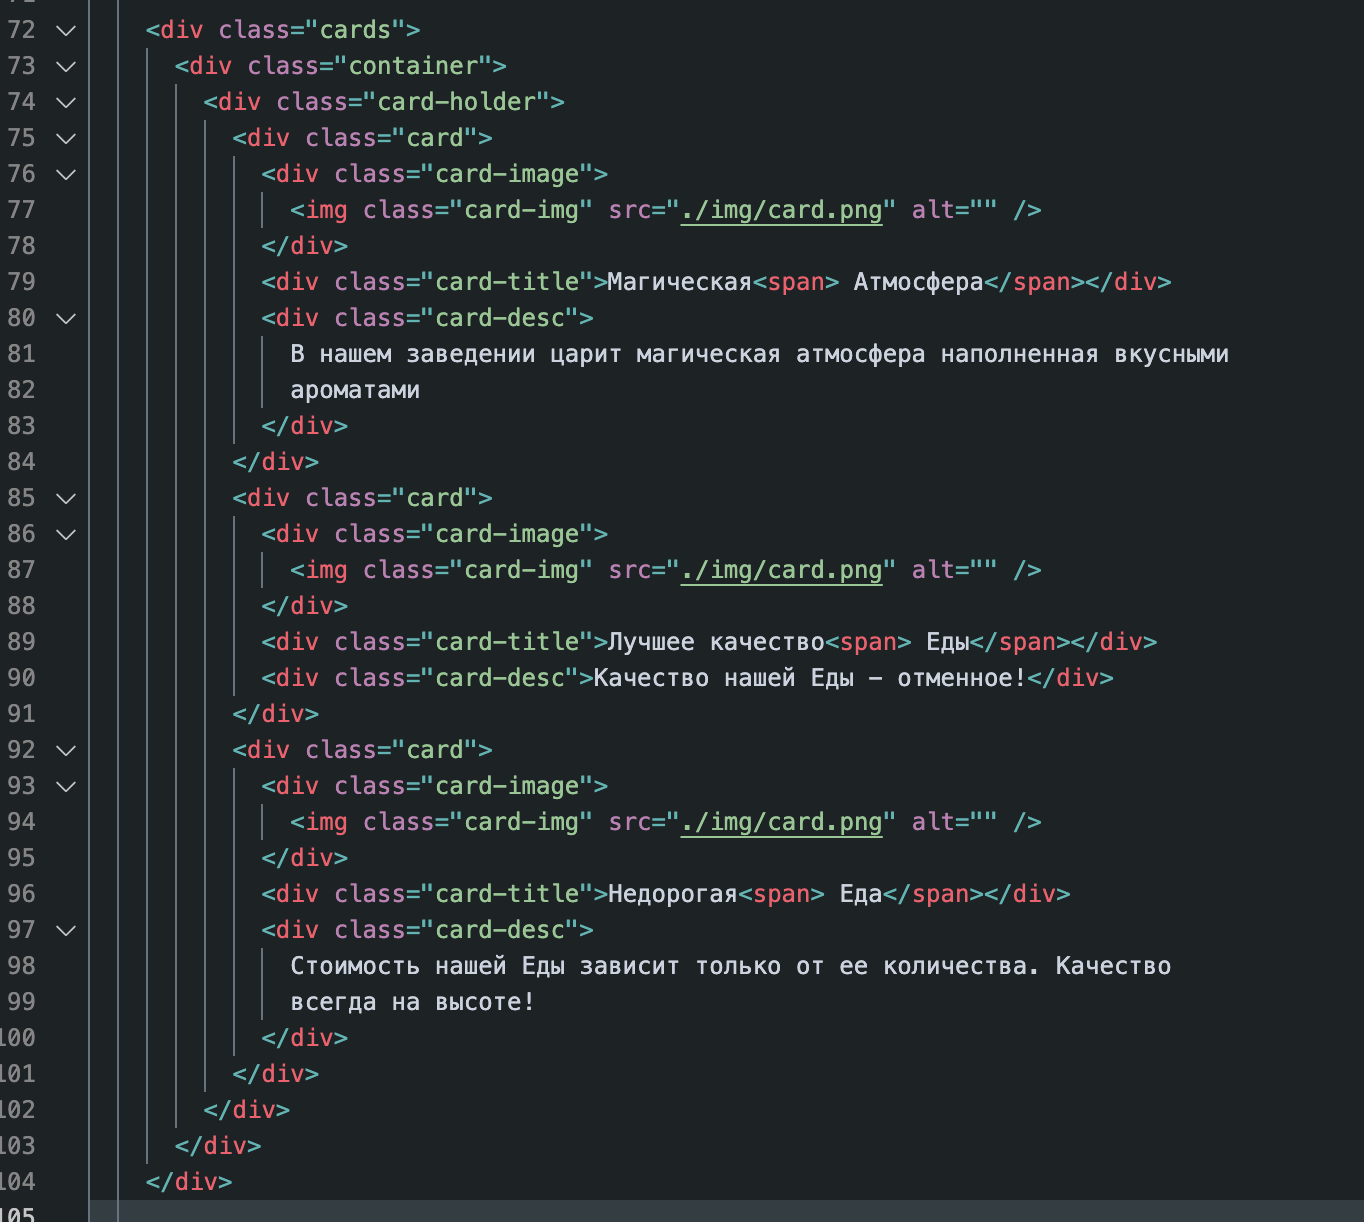 72 <div class="cards">
73 <div class="container">
74 <div class="card-holder">
75 <div class="card">
76 <div class="card-image">
77 <img class="card-img" src="./img/card.png" alt="" />
78 </div>
79 <div class="card-title">Магическая<span> Атмосфера</span></div>
80 <div class="card-desc">
81 В нашем заведении царит магическая атмосфера наполненная вкусными
82 ароматами
83 </div>
84 </div>
85 <div class="card">
86 <div class="card-image">
87 <img class="card-img" src="./img/card.png" alt="" />
88 </div>
89 <div class="card-title">Лучшее качество<span> Еды</span></div>
90 <div class="card-desc">Качество нашей Еды - отменное!</div>
91 </div>
92 <div class="card">
93 <div class="card-image">
94 <img class="card-img" src="./img/card.png" alt="" />
95 </div>
96 <div class="card-title">Недорогая<span> Еда</span></div>
97 <div class="card-desc">
98 Стоимость нашей Еды зависит только от ее количества. Качество
99 всегда на высоте!
100 </div>
101 </div>
102 </div>
103 </div>
104 </div>
105